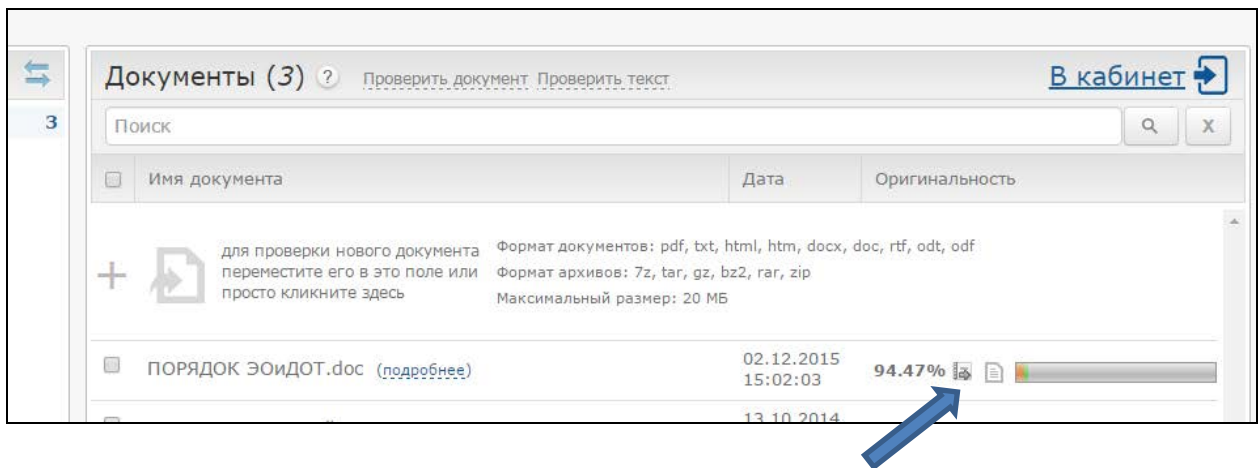 Документы (3) ? Проверить документ Проверить текст В кабинет
3
Поиск X
Имя документа Дата Оригинальность
для проверки нового документа
переместите его в это поле или
просто кликните здесь
Формат документов: pdf, txt, html, htm, docx, doc, rtf, odt, odf
Формат архивов: 7z, tar, gz, bz2, rar, zip
Максимальный размер: 20 МБ
ПОРЯДОК ЭОиДОТ.doc (подробнее)
02.12.2015
15:02:03
94.47%
13.10.2014